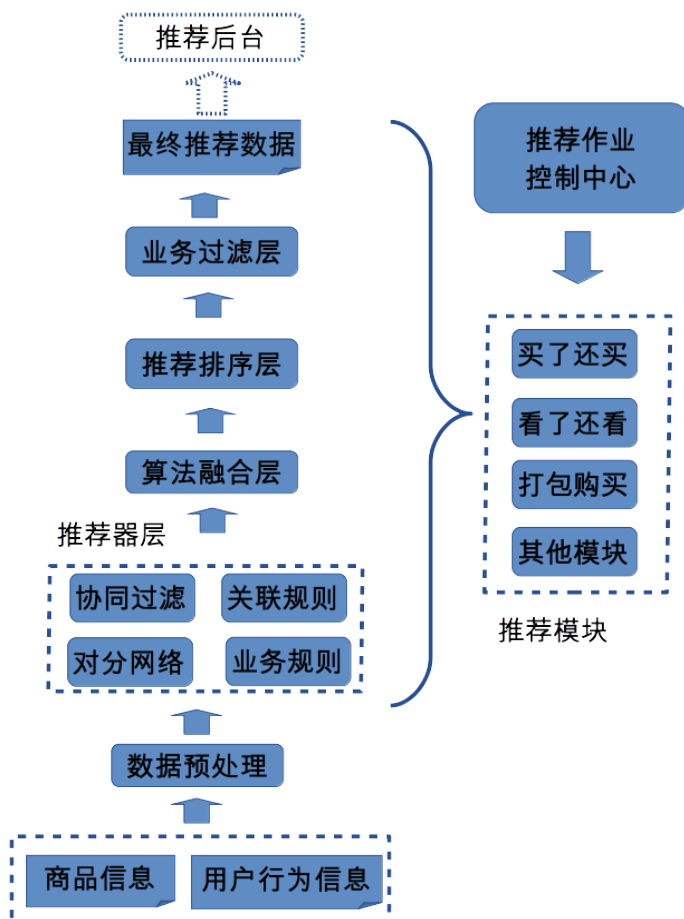 推荐后台
最终推荐数据
业务过滤层
推荐排序层
算法融合层
推荐器层
协同过滤
关联规则
对分网络
业务规则
数据预处理
商品信息
用户行为信息
推荐作业
控制中心
买了还买
看了还看
打包购买
其他模块
推荐模块